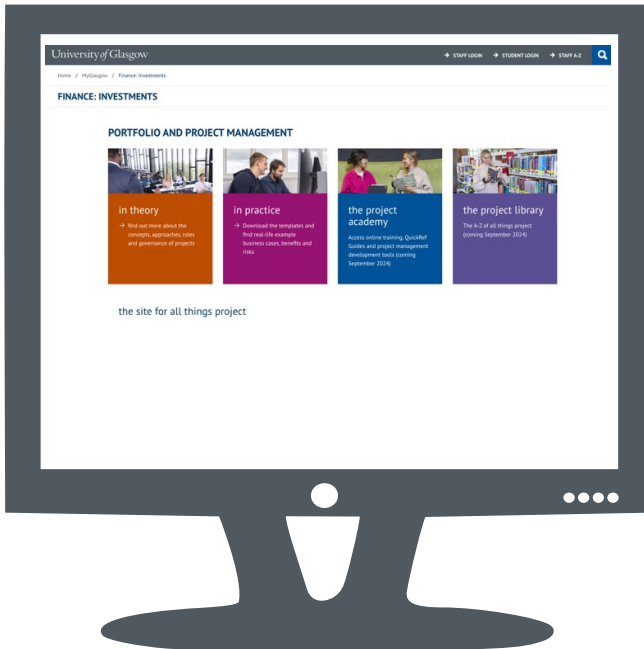 University of Glasgow
→ STAFF LOGIN → STUDENT LOGIN → STAFF A-Z
Home / MyGlasgow / Finance: Investments
FINANCE: INVESTMENTS
PORTFOLIO AND PROJECT MANAGEMENT
in theory
→ find out more about the
concepts, approaches, roles
and governance of projects
in practice
→ Download the templates and
find real-life example
business cases, benefits and
risks
the project
academy
Access online training, QuickRef
Guides and project management
development tools (coming
September 2024)
the project library
The A-Z of all things project
(coming September 2024)
the site for all things project